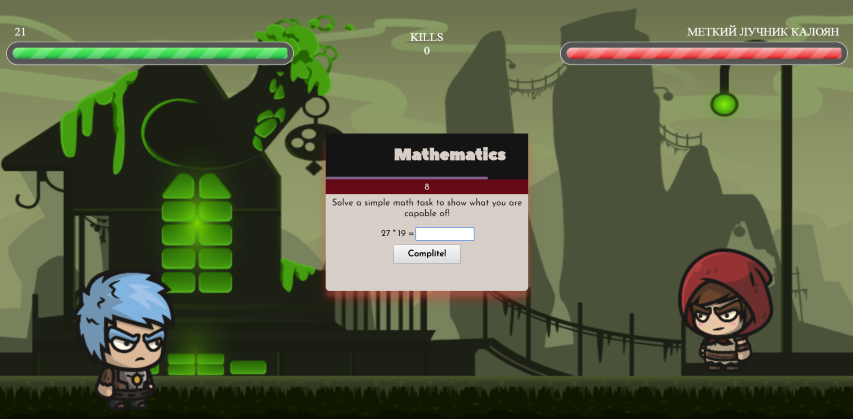 21
KILLS
0
МЕТКИЙ ЛУЧНИК КАЛОЯН
Mathematics
8
Solve a simple math task to show what you are
capable of!
27 * 19 =
Complite!